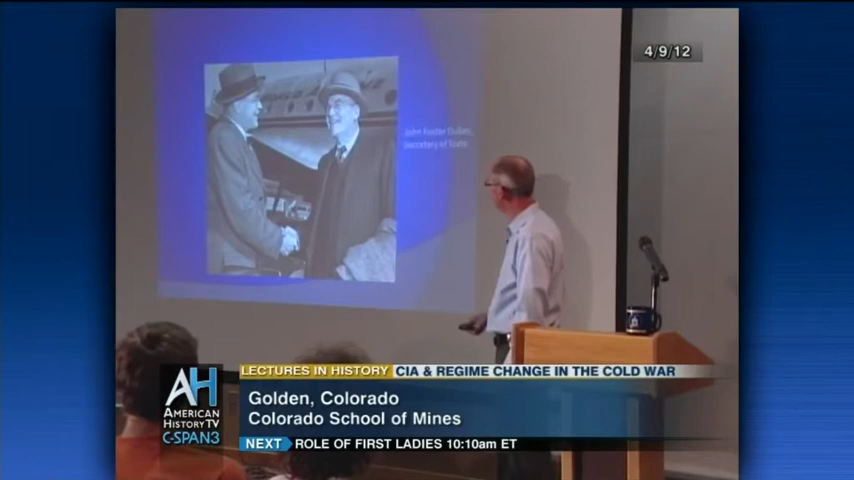 4/9/12
John Foster Dulles,
Secretary of State
LECTURES IN HISTORY CIA & REGIME CHANGE IN THE COLD WAR
AH
AMERICAN
HISTORY TV
C-SPAN3
Golden, Colorado
Colorado School of Mines
NEXT ROLE OF FIRST LADIES 10:10am ET